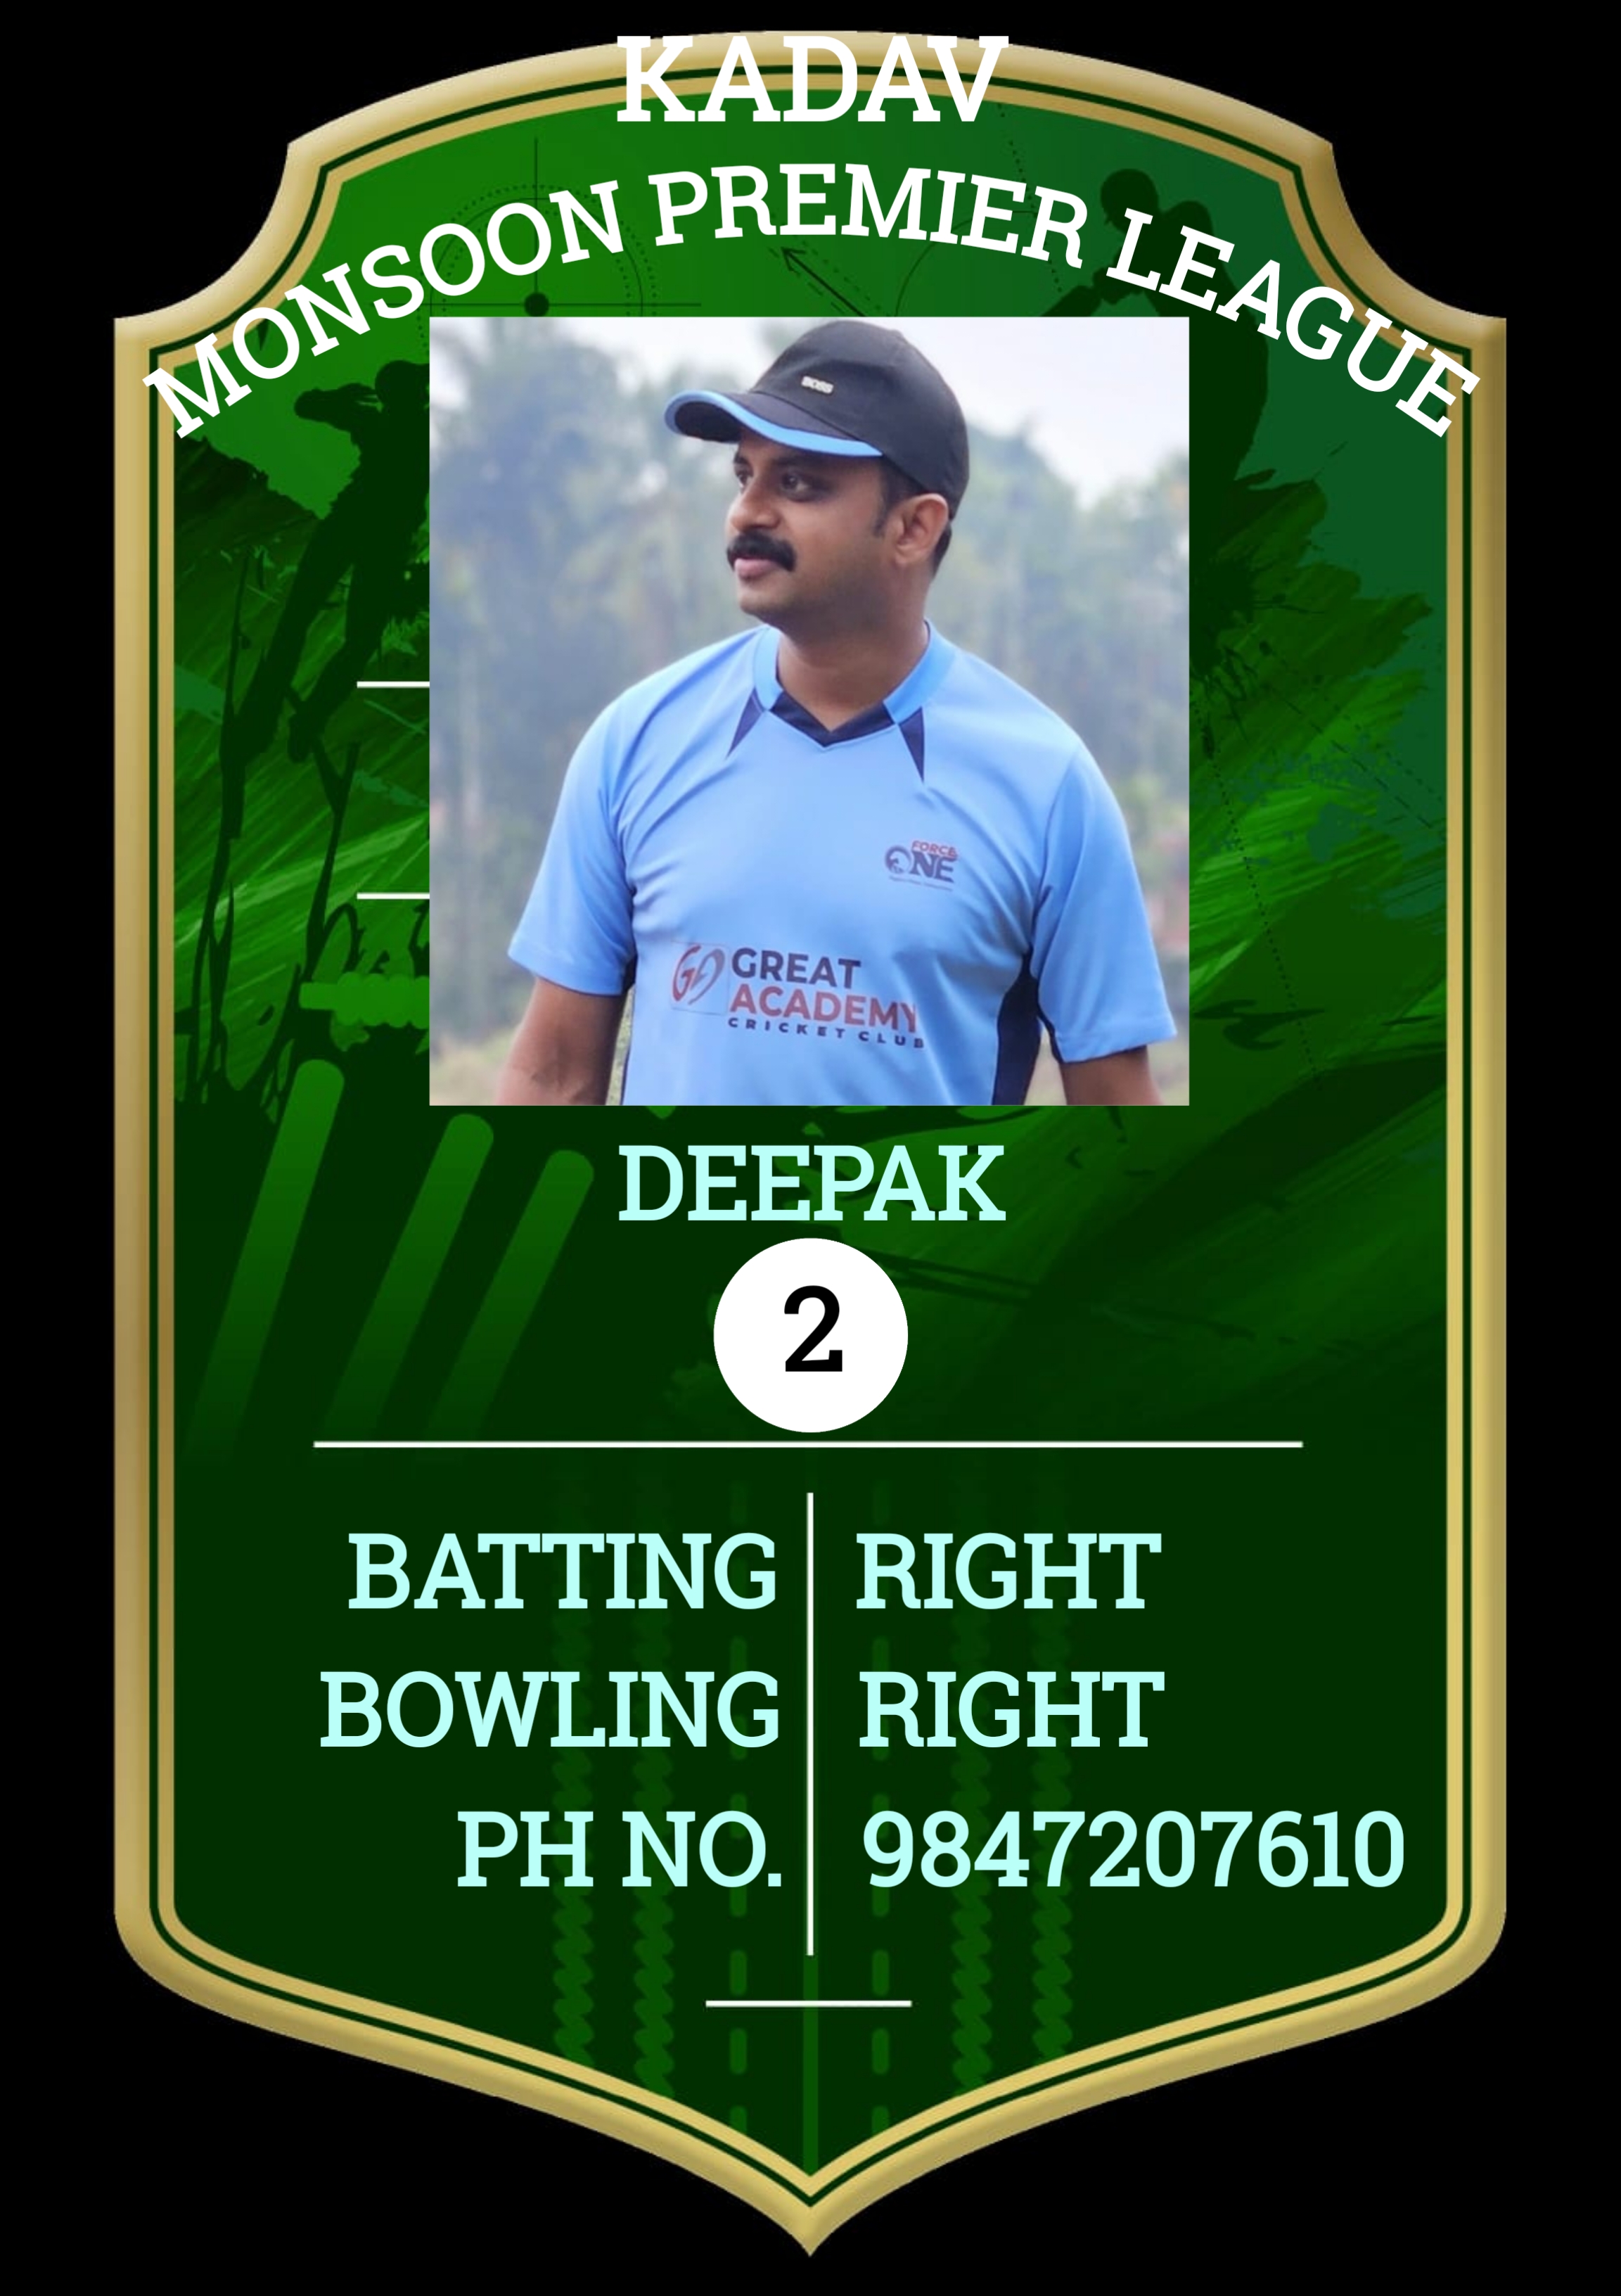 KADAV
MONSOON PREMIER LEAGUE
BOSS
FORCE
ONE
GREAT
ACADEMY
CRICKET CLUB
DEEPAK
2
BATTING RIGHT
BOWLING RIGHT
PH NO. 9847207610